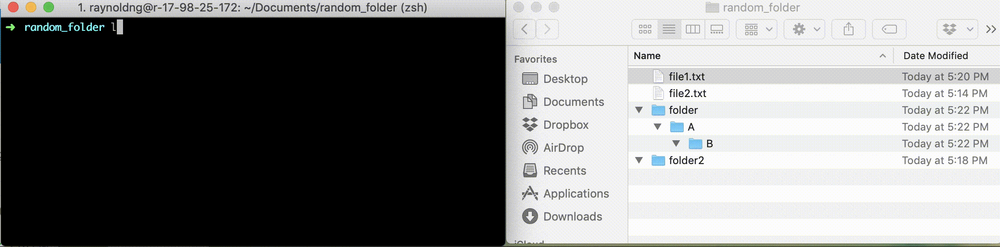 1. raynoldng@r-17-98-25-172: ~/Documents/random_folder (zsh)
➜ random_folder l
random_folder
Favorites
Desktop
Documents
Dropbox
AirDrop
Recents
Applications
Downloads
iCloud
Name Date Modified
file1.txt Today at 5:20 PM
file2.txt Today at 5:14 PM
folder Today at 5:22 PM
A Today at 5:22 PM
B Today at 5:22 PM
folder2 Today at 5:18 PM